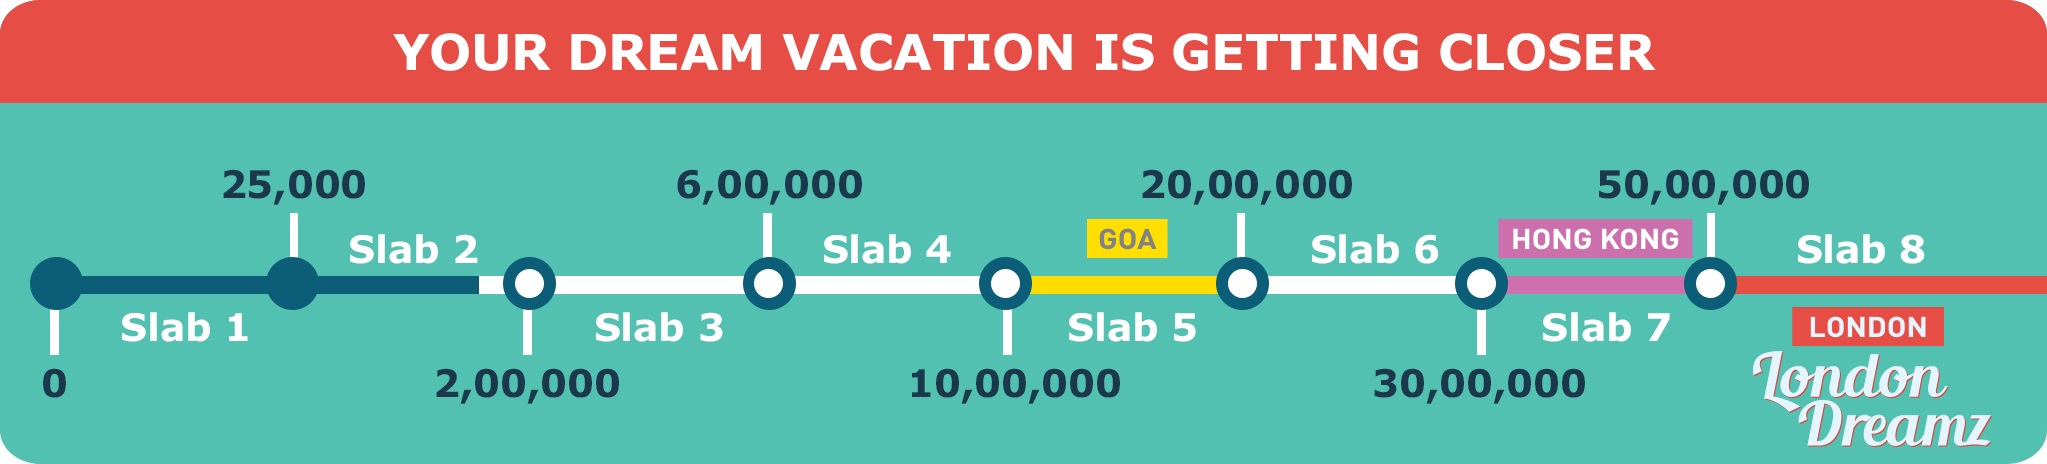 YOUR DREAM VACATION IS GETTING CLOSER
25,000
6,00,000
20,00,000
50,00,000
GOA
HONG KONG
Slab 2
Slab 4
Slab 6
Slab 8
Slab 1
Slab 3
Slab 5
Slab 7
LONDON
0
2,00,000
10,00,000
30,00,000
London
Dreamz